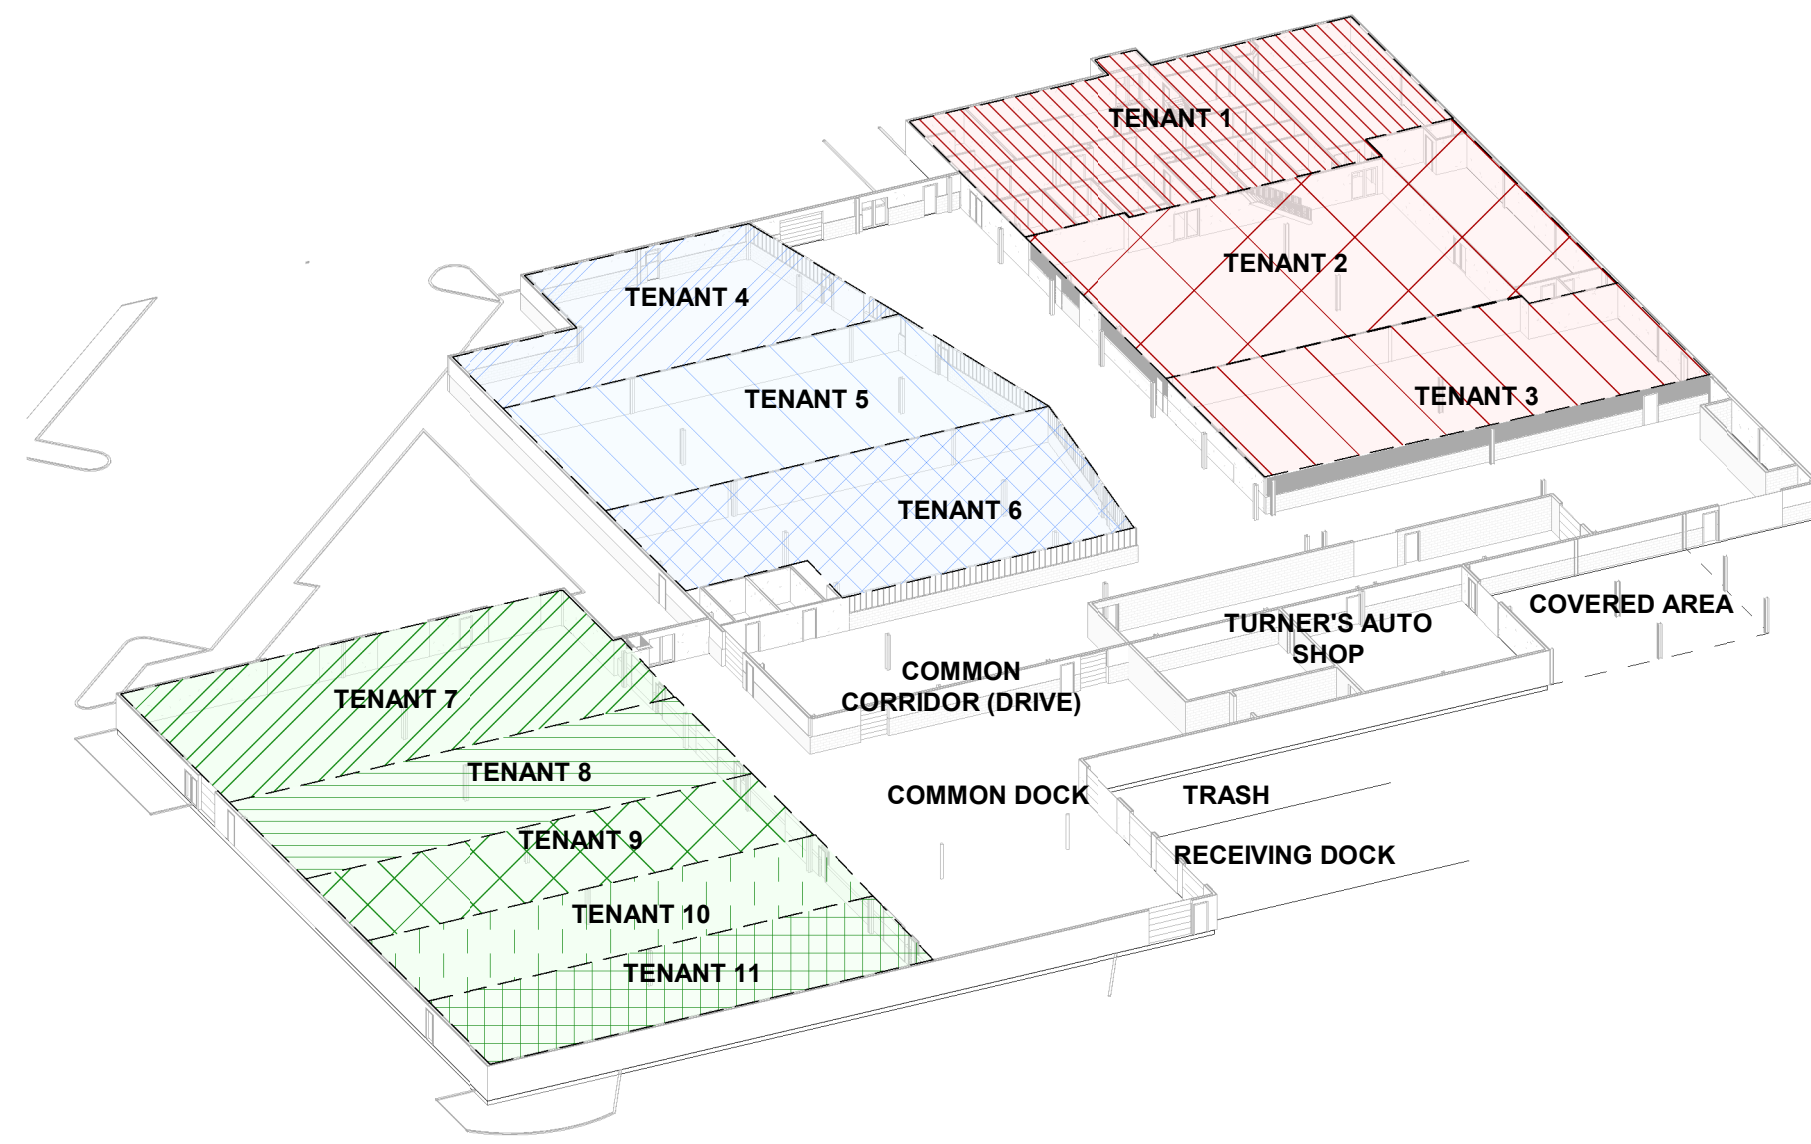 TENANT 1
TENANT 2
TENANT 3
TENANT 4
TENANT 5
TENANT 6
TENANT 7
TENANT 8
TENANT 9
TENANT 10
TENANT 11
COMMON
CORRIDOR (DRIVE)
TURNER'S AUTO
SHOP
COVERED AREA
COMMON DOCK
TRASH
RECEIVING DOCK